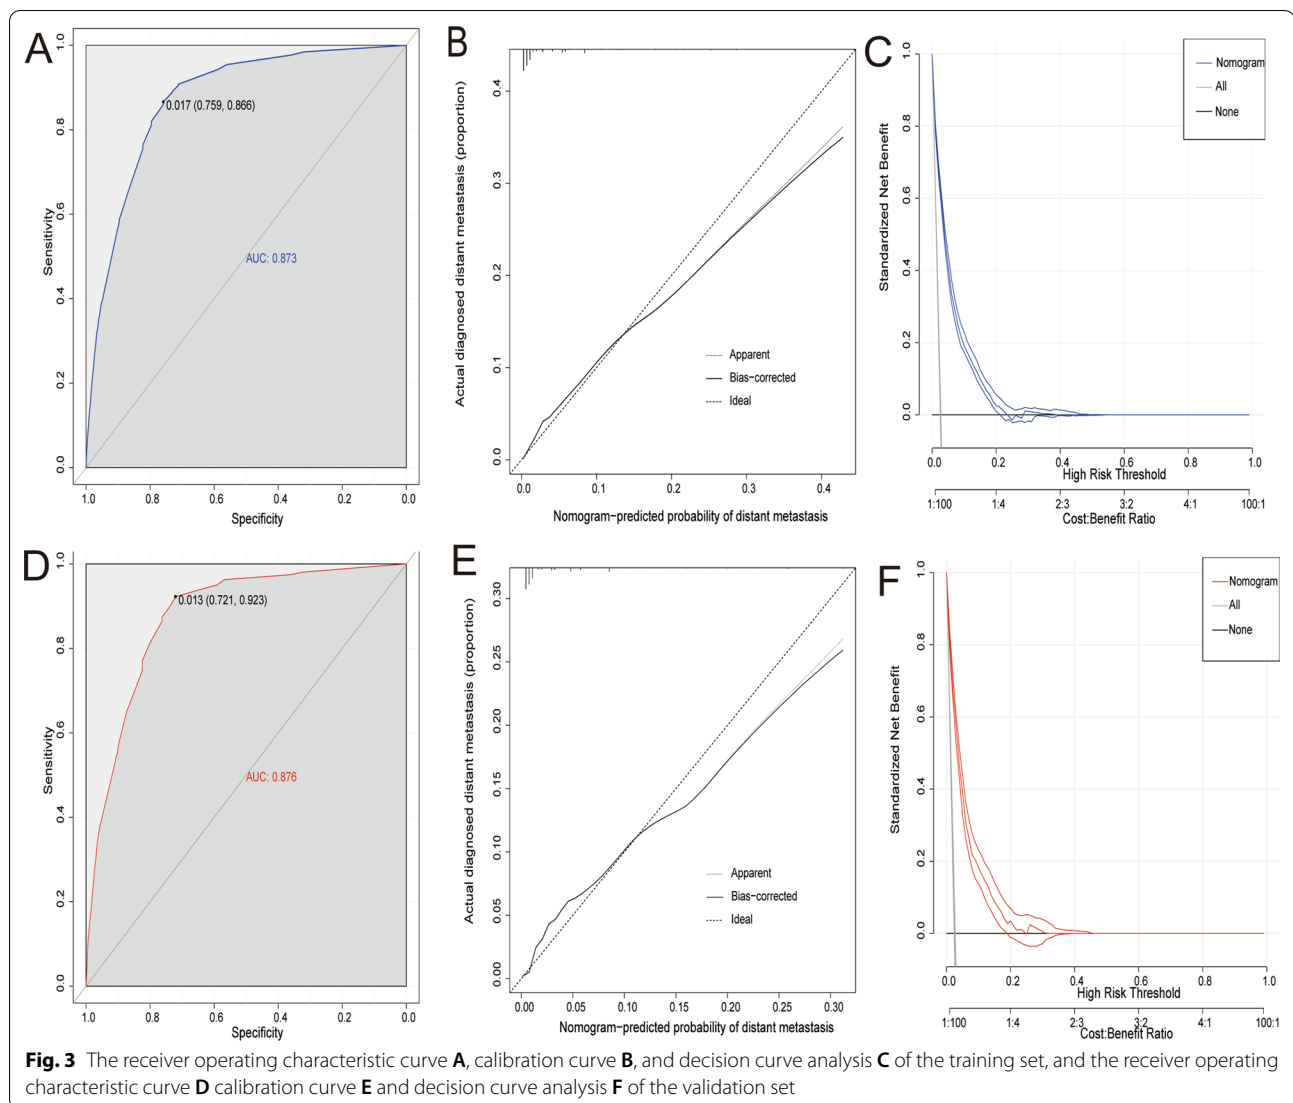 A
1.0
0.8
0.6
0.4
0.2
0.0
Sensitivity
0.017 (0.759, 0.866)
AUC: 0.873
1.0 0.8 0.6 0.4 0.2 0.0
Specificity
B
0.4
0.3
0.2
0.1
0.0
Actual diagnosed distant metastasis (proportion)
Apparent
Bias-corrected
Ideal
0.0 0.1 0.2 0.3 0.4
Nomogram-predicted probability of distant metastasis
C
Nomogram
All
None
1.0
0.8
0.6
0.4
0.2
0.0
Standardized Net Benefit
0.0 0.2 0.4 0.6 0.8 1.0
High Risk Threshold
1:100 1:4 2:3 3:2 4:1 100:1
Cost:Benefit Ratio
D
1.0
0.8
0.6
0.4
0.2
0.0
Sensitivity
0.013 (0.721, 0.923)
AUC: 0.876
1.0 0.8 0.6 0.4 0.2 0.0
Specificity
E
0.30
0.25
0.20
0.15
0.10
0.05
0.00
Actual diagnosed distant metastasis (proportion)
Apparent
Bias-corrected
Ideal
0.00 0.05 0.10 0.15 0.20 0.25 0.30
Nomogram-predicted probability of distant metastasis
F
Nomogram
All
None
1.0
0.8
0.6
0.4
0.2
0.0
Standardized Net Benefit
0.0 0.2 0.4 0.6 0.8 1.0
High Risk Threshold
1:100 1:4 2:3 3:2 4:1 100:1
Cost:Benefit Ratio
Fig. 3 The receiver operating characteristic curve A, calibration curve B, and decision curve analysis C of the training set, and the receiver operating
characteristic curve D calibration curve E and decision curve analysis F of the validation set